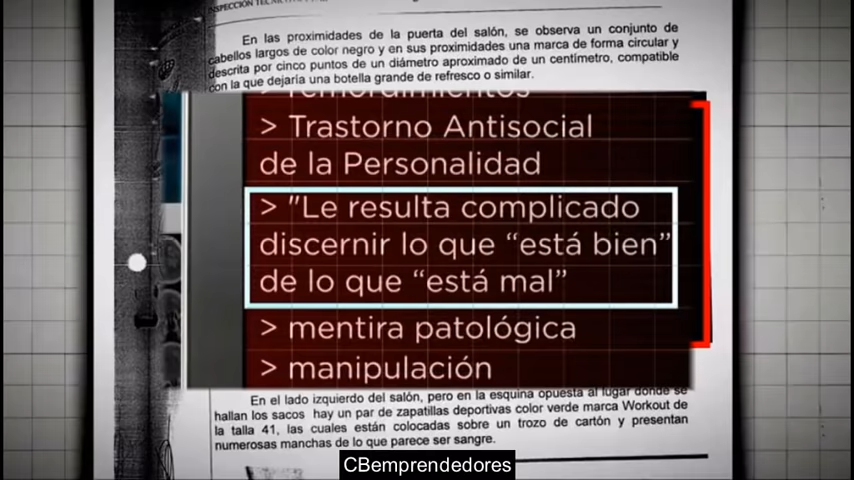 En las proximidades de la puerta del salón, se observa un conjunto de
cabellos largos de color negro y en sus proximidades una marca de forma circular y
descrita por cinco puntos de un diámetro aproximado de un centímetro, compatible
con la que dejaría una botella grande de refresco o similar.
> remordimientos
> Trastorno Antisocial
de la Personalidad
> "Le resulta complicado
discernir lo que “está bien”
de lo que “está mal”
> mentira patológica
> manipulación
En el lado izquierdo del salón, pero en la esquina opuesta al lugar donde se
hallan los sacos hay un par de zapatillas deportivas color verde marca Workout de
la talla 41, las cuales están colocadas sobre un trozo de cartón y presentan
numerosas manchas de lo que parece ser sangre.
CBemprendedores